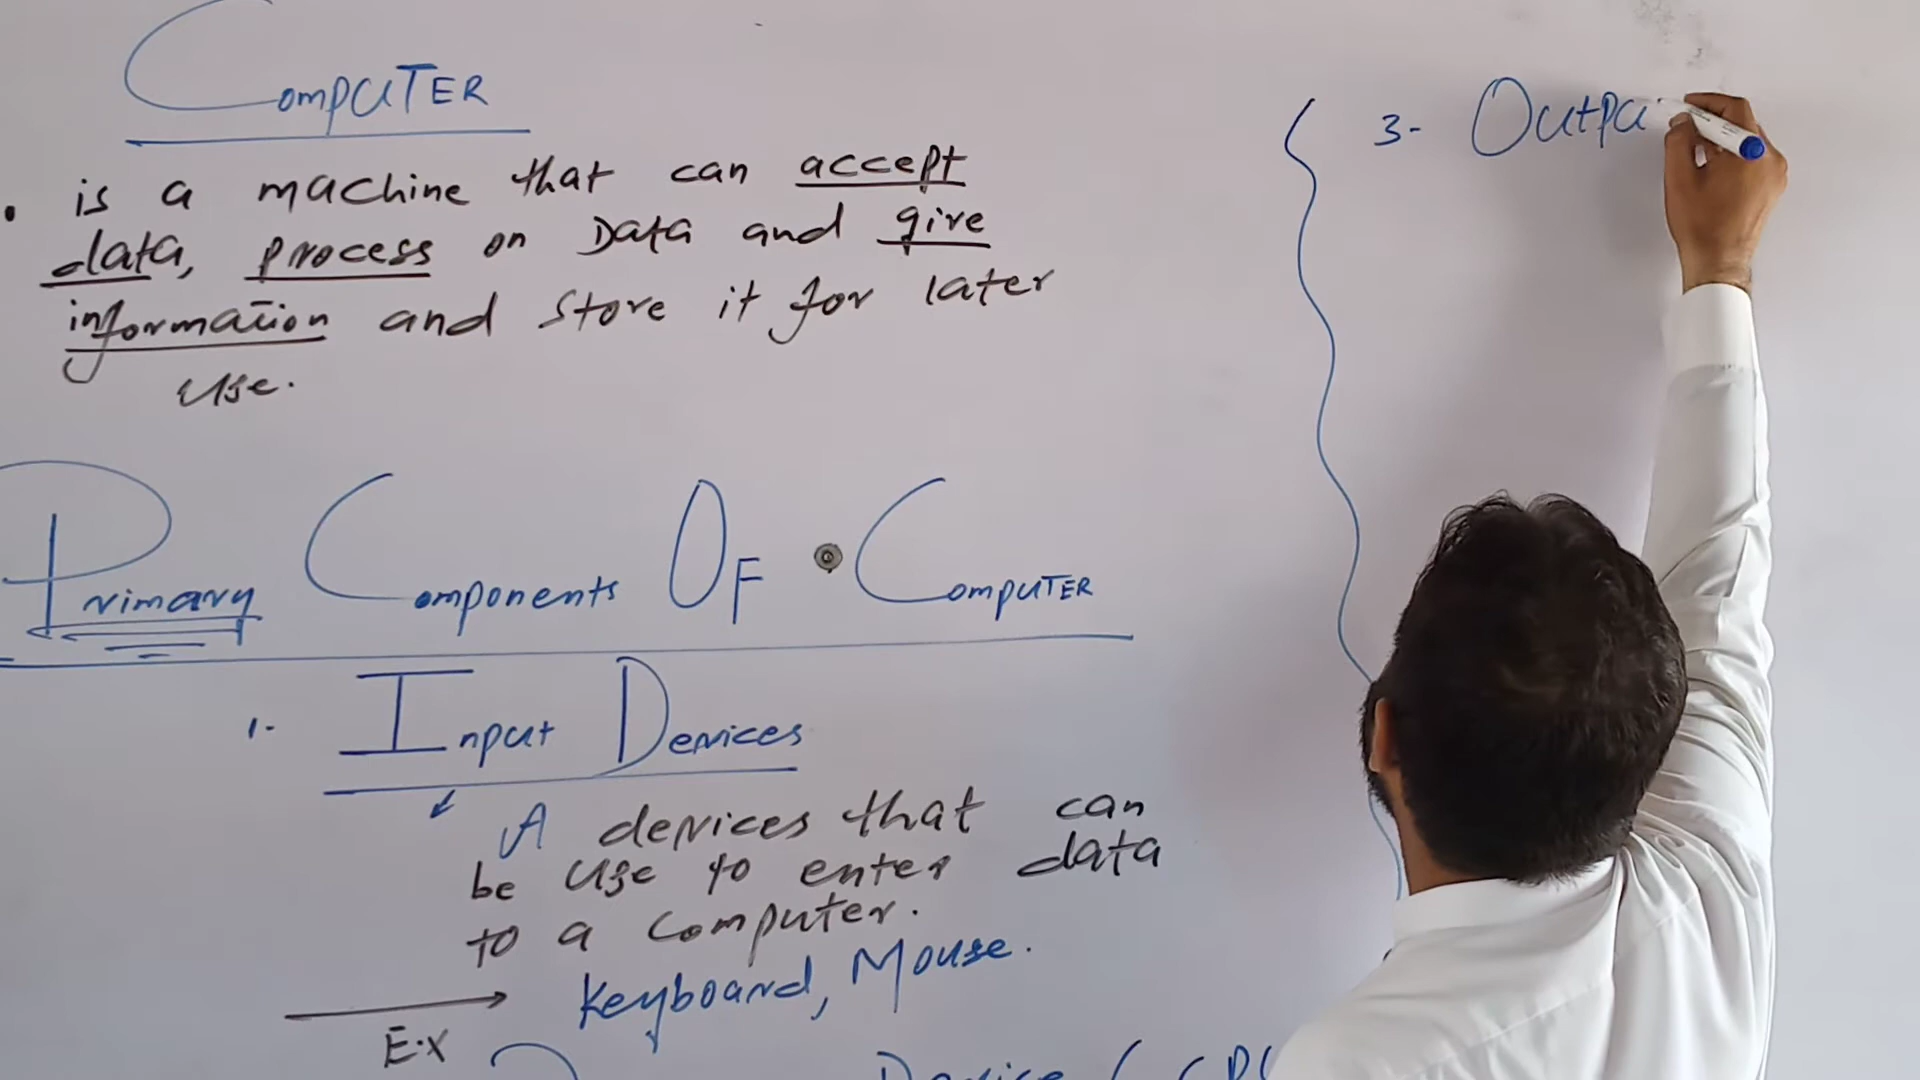 COMPUTER
• is a machine that can accept
data, process on Data and give
information and store it for later
use.
Primary Components Of Computer
1- Input Devices
A devices that can
be use to enter data
to a computer.
E.X → Keyboard, Mouse.
Device ( CPU
3- Outpu